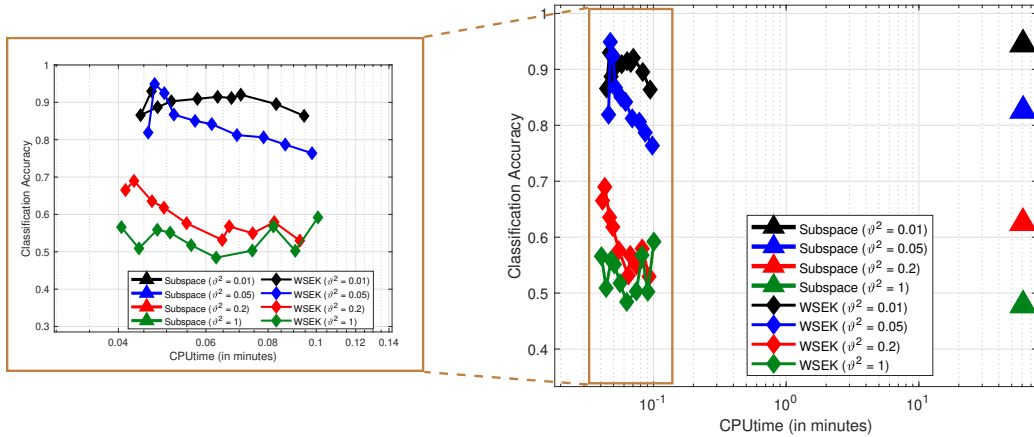 1
0.9
0.8
0.7
0.6
0.5
0.4
0.3
Classification Accuracy
Subspace (ϑ² = 0.01)
Subspace (ϑ² = 0.05)
Subspace (ϑ² = 0.2)
Subspace (ϑ² = 1)
WSEK (ϑ² = 0.01)
WSEK (ϑ² = 0.05)
WSEK (ϑ² = 0.2)
WSEK (ϑ² = 1)
0.04 0.06 0.08 0.1 0.12 0.14
CPUtime (in minutes)
1
0.9
0.8
0.7
0.6
0.5
0.4
Classification Accuracy
Subspace (ϑ² = 0.01)
Subspace (ϑ² = 0.05)
Subspace (ϑ² = 0.2)
Subspace (ϑ² = 1)
WSEK (ϑ² = 0.01)
WSEK (ϑ² = 0.05)
WSEK (ϑ² = 0.2)
WSEK (ϑ² = 1)
10⁻¹ 10⁰ 10¹
CPUtime (in minutes)